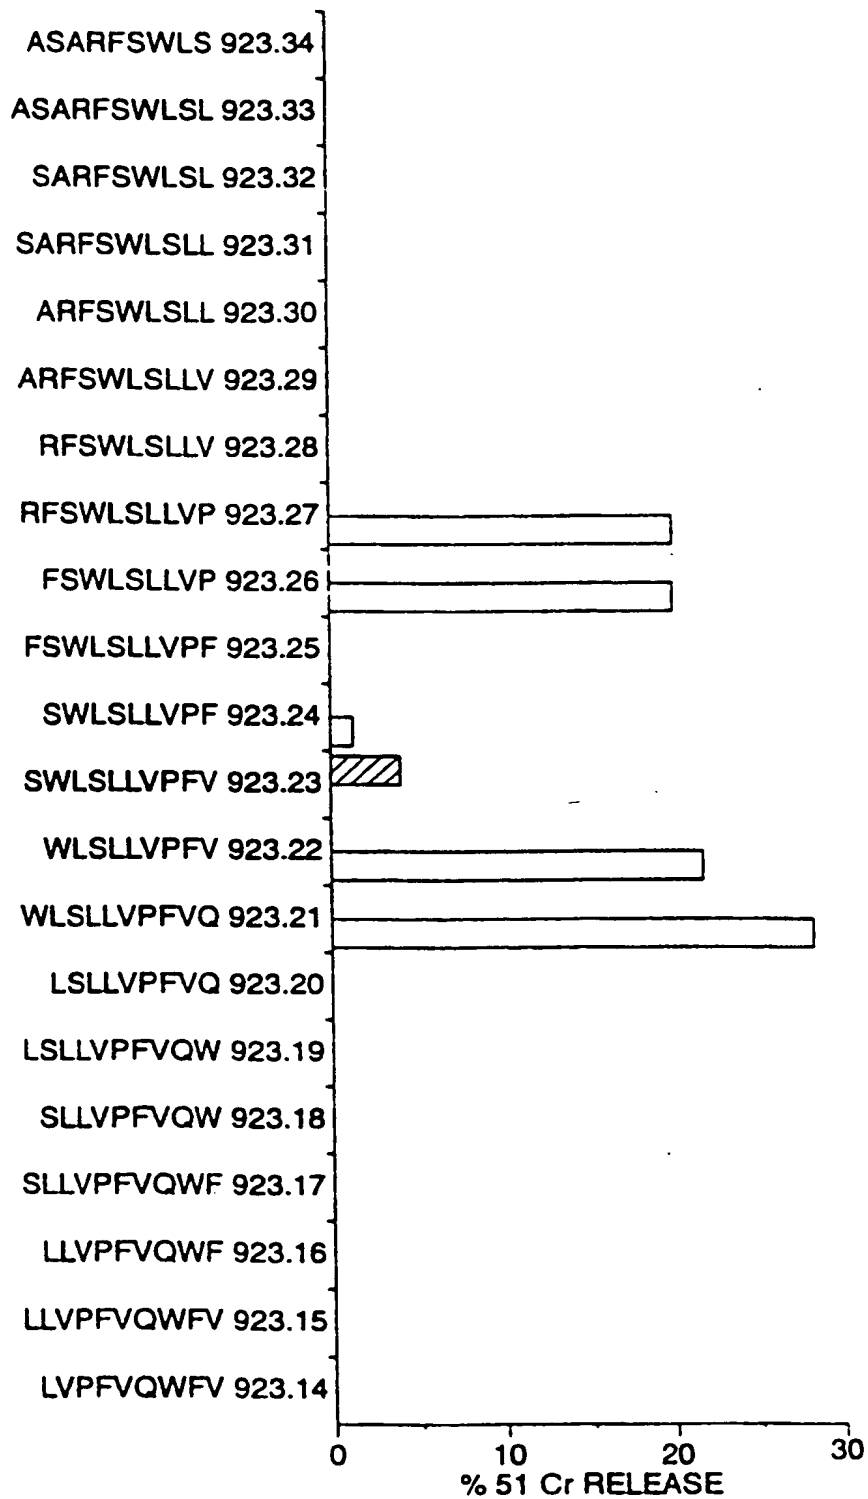 ASARFSWLS 923.34
ASARFSWLSL 923.33
SARFSWLSL 923.32
SARFSWLSLL 923.31
ARFSWLSLL 923.30
ARFSWLSLLV 923.29
RFSWLSLLV 923.28
RFSWLSLLVP 923.27
FSWLSLLVP 923.26
FSWLSLLVPF 923.25
SWLSLLVPF 923.24
SWLSLLVPFV 923.23
WLSLLVPFV 923.22
WLSLLVPFVQ 923.21
LSLLVPFVQ 923.20
LSLLVPFVQW 923.19
SLLVPFVQW 923.18
SLLVPFVQWF 923.17
LLVPFVQWF 923.16
LLVPFVQWFV 923.15
LVPFVQWFV 923.14
0 10 20 30
% 51 Cr RELEASE